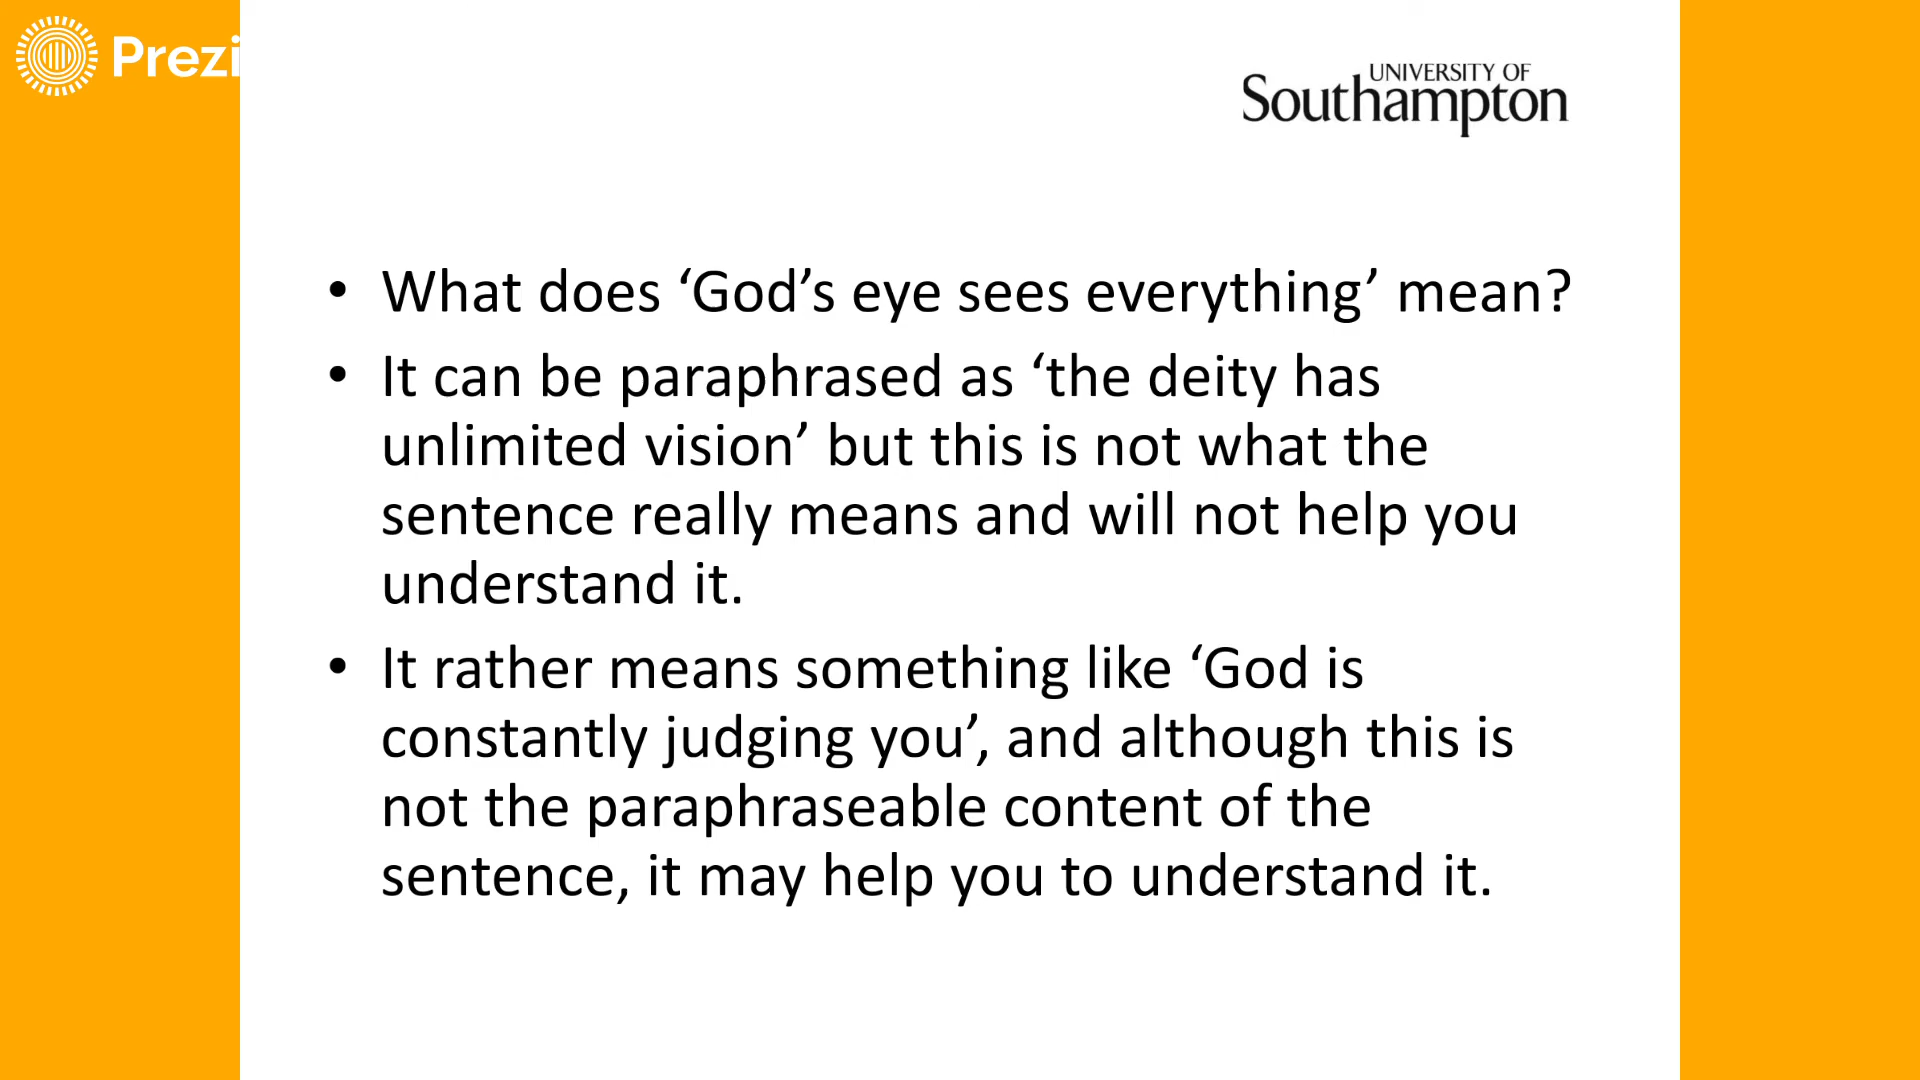 Prezi
UNIVERSITY OF
Southampton
• What does ‘God’s eye sees everything’ mean?
• It can be paraphrased as ‘the deity has
unlimited vision’ but this is not what the
sentence really means and will not help you
understand it.
• It rather means something like ‘God is
constantly judging you’, and although this is
not the paraphraseable content of the
sentence, it may help you to understand it.